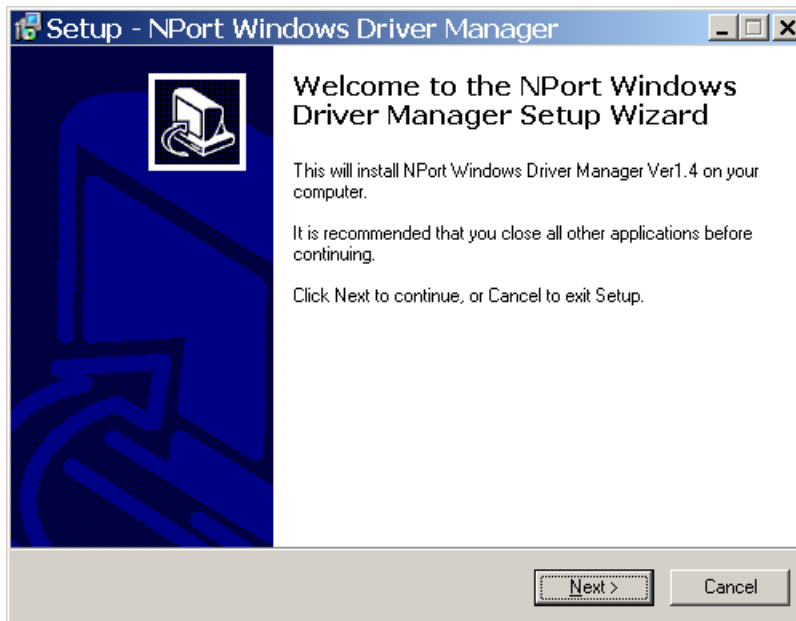 Setup - NPort Windows Driver Manager
Welcome to the NPort Windows
Driver Manager Setup Wizard
This will install NPort Windows Driver Manager Ver1.4 on your
computer.
It is recommended that you close all other applications before
continuing.
Click Next to continue, or Cancel to exit Setup.
Next >
Cancel